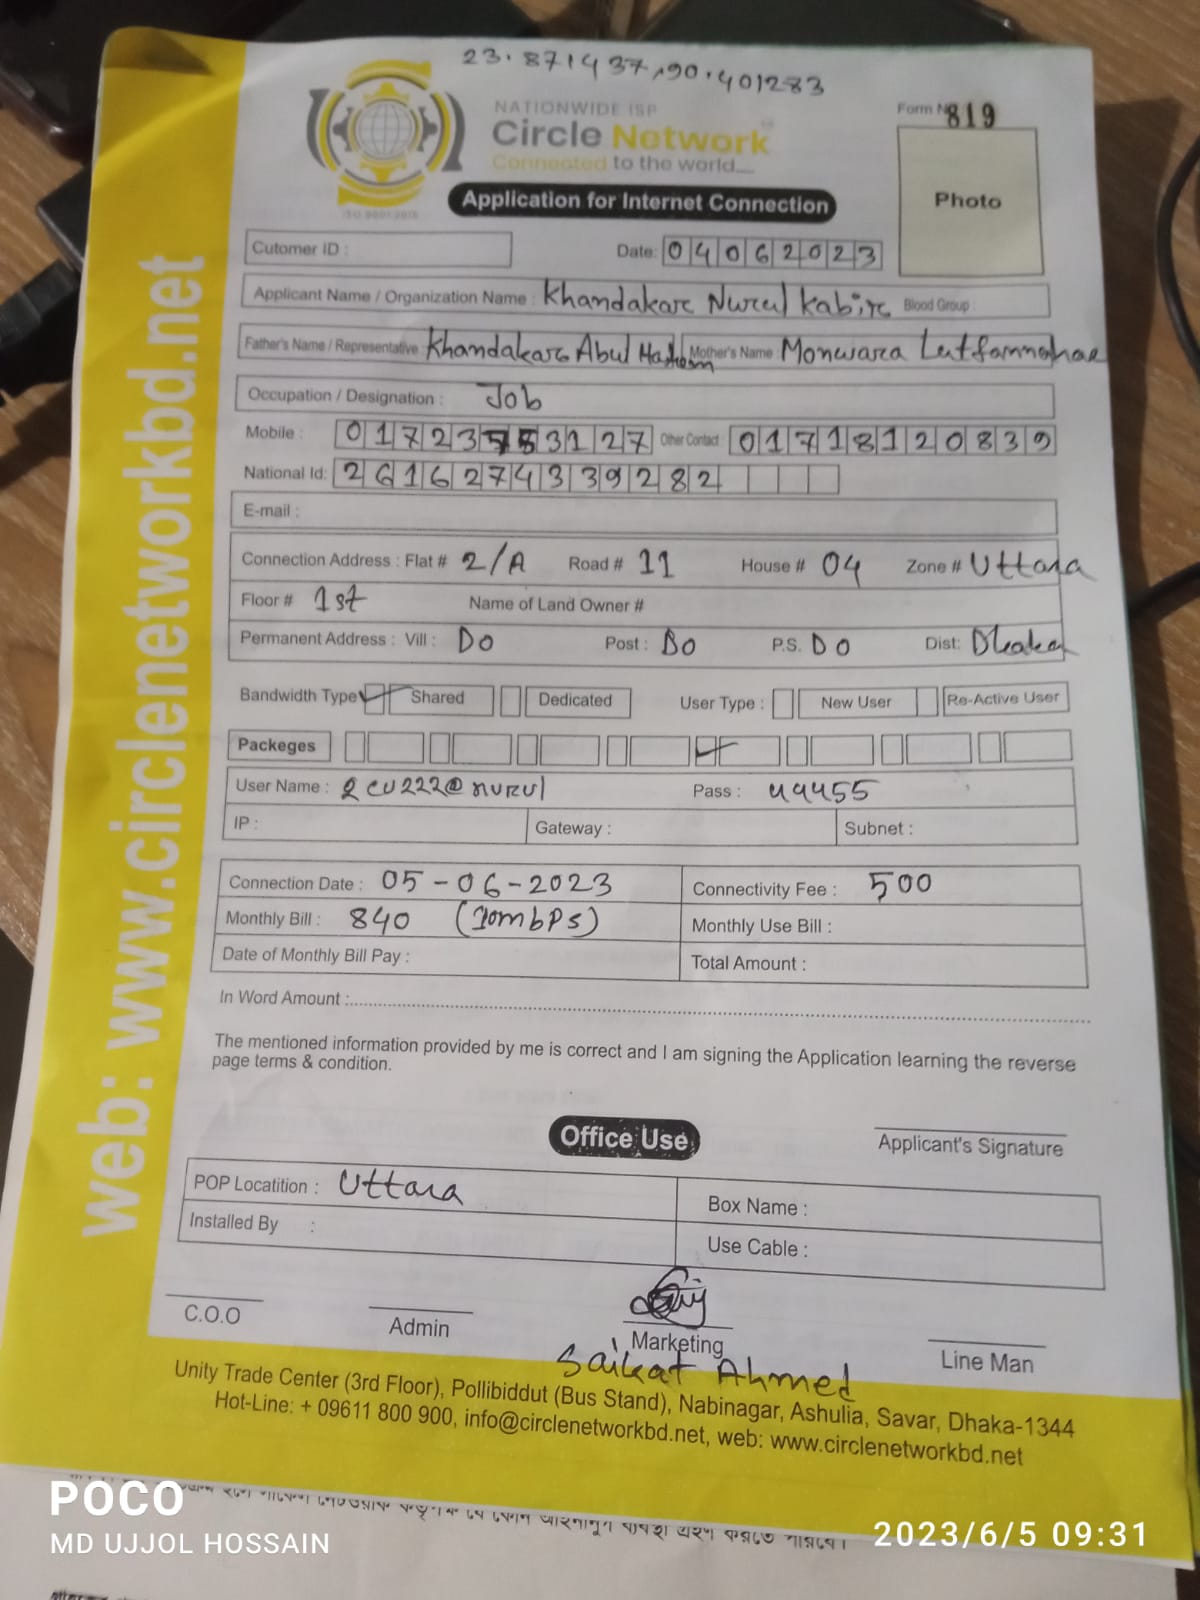 23.871437,90.401283
NATIONWIDE ISP
Circle Network
Connected to the world....
ISO 9001:2015
Form No 819
Photo
Application for Internet Connection
Cutomer ID :
Date: 04062023
Applicant Name / Organization Name : Khandakar Nurul Kabir Blood Group :
Father's Name / Representative : Khandakar Abul Hashem Mother's Name : Monwara Lutfannahar
Occupation / Designation : Job
Mobile : 01723553127 Other Contact : 01718120839
National Id: 2616274339282
E-mail :
Connection Address : Flat # 2/A Road # 11 House # 04 Zone # Uttara
Floor # 1st Name of Land Owner #
Permanent Address : Vill : Do Post : Do P.S. Do Dist: Dhaka
Bandwidth Type Shared Dedicated User Type : New User Re-Active User
Packeges
User Name : 2CU222@nurul Pass : 44455
IP : Gateway : Subnet :
Connection Date : 05-06-2023 Connectivity Fee : 500
Monthly Bill : 840 (10mbPs) Monthly Use Bill :
Date of Monthly Bill Pay : Total Amount :
In Word Amount :
The mentioned information provided by me is correct and I am signing the Application learning the reverse
page terms & condition.
Applicant's Signature
Office Use
POP Locatition : Uttara Box Name :
Installed By : Use Cable :
C.O.O Admin Marketing Line Man
Saikat Ahmed
Unity Trade Center (3rd Floor), Pollibiddut (Bus Stand), Nabinagar, Ashulia, Savar, Dhaka-1344
Hot-Line: + 09611 800 900, info@circlenetworkbd.net, web: www.circlenetworkbd.net
web: www.circlenetworkbd.net
POCO
MD UJJOL HOSSAIN
2023/6/5 09:31